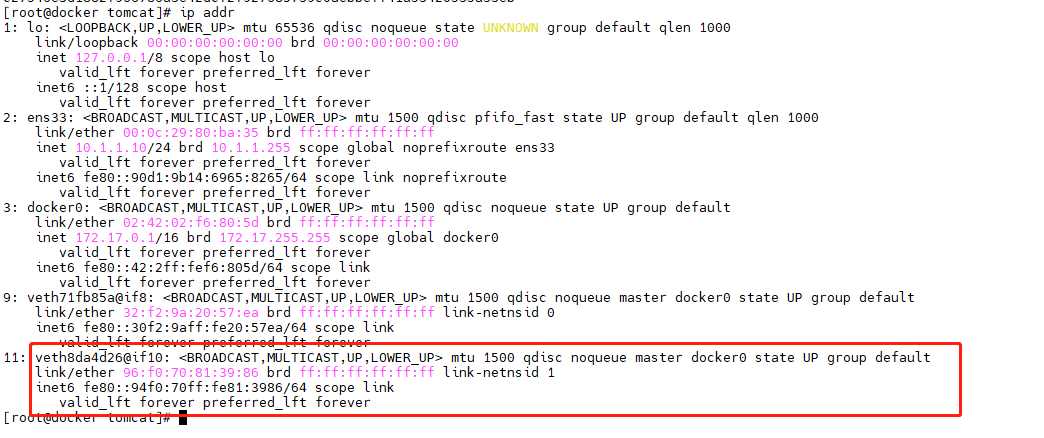 [root@docker tomcat]# ip addr
1: lo: <LOOPBACK,UP,LOWER_UP> mtu 65536 qdisc noqueue state UNKNOWN group default qlen 1000
link/loopback 00:00:00:00:00:00 brd 00:00:00:00:00:00
inet 127.0.0.1/8 scope host lo
valid_lft forever preferred_lft forever
inet6 ::1/128 scope host
valid_lft forever preferred_lft forever
2: ens33: <BROADCAST,MULTICAST,UP,LOWER_UP> mtu 1500 qdisc pfifo_fast state UP group default qlen 1000
link/ether 00:0c:29:80:ba:35 brd ff:ff:ff:ff:ff:ff
inet 10.1.1.10/24 brd 10.1.1.255 scope global noprefixroute ens33
valid_lft forever preferred_lft forever
inet6 fe80::90d1:9b14:6965:8265/64 scope link noprefixroute
valid_lft forever preferred_lft forever
3: docker0: <BROADCAST,MULTICAST,UP,LOWER_UP> mtu 1500 qdisc noqueue state UP group default
link/ether 02:42:02:f6:80:5d brd ff:ff:ff:ff:ff:ff
inet 172.17.0.1/16 brd 172.17.255.255 scope global docker0
valid_lft forever preferred_lft forever
inet6 fe80::42:2ff:fef6:805d/64 scope link
valid_lft forever preferred_lft forever
9: veth71fb85a@if8: <BROADCAST,MULTICAST,UP,LOWER_UP> mtu 1500 qdisc noqueue master docker0 state UP group default
link/ether 32:f2:9a:20:57:ea brd ff:ff:ff:ff:ff:ff link-netnsid 0
inet6 fe80::30f2:9aff:fe20:57ea/64 scope link
valid_lft forever preferred_lft forever
11: veth8da4d26@if10: <BROADCAST,MULTICAST,UP,LOWER_UP> mtu 1500 qdisc noqueue master docker0 state UP group default
link/ether 96:f0:70:81:39:86 brd ff:ff:ff:ff:ff:ff link-netnsid 1
inet6 fe80::94f0:70ff:fe81:3986/64 scope link
valid_lft forever preferred_lft forever
[root@docker tomcat]#